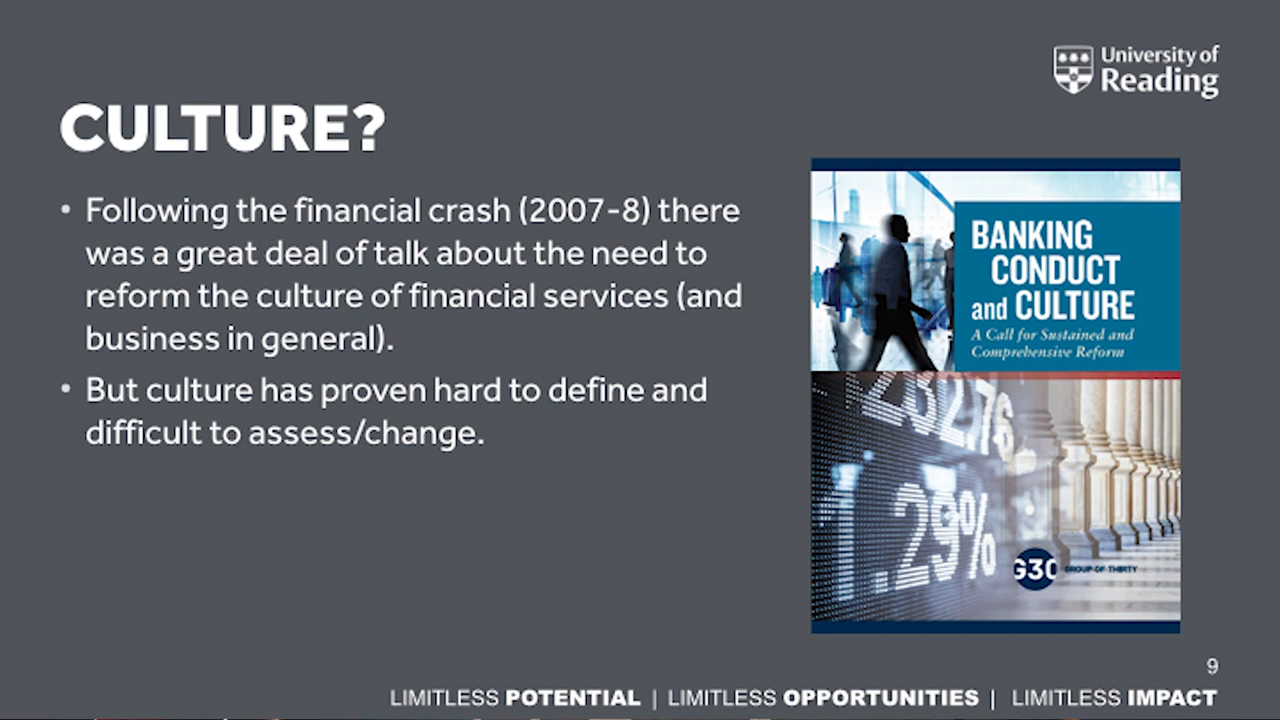 University of
Reading
CULTURE?
• Following the financial crash (2007-8) there
was a great deal of talk about the need to
reform the culture of financial services (and
business in general).
• But culture has proven hard to define and
difficult to assess/change.
BANKING
CONDUCT
and CULTURE
A Call for Sustained and
Comprehensive Reform
1.29%
G30 GROUP OF THIRTY
9
LIMITLESS POTENTIAL | LIMITLESS OPPORTUNITIES | LIMITLESS IMPACT